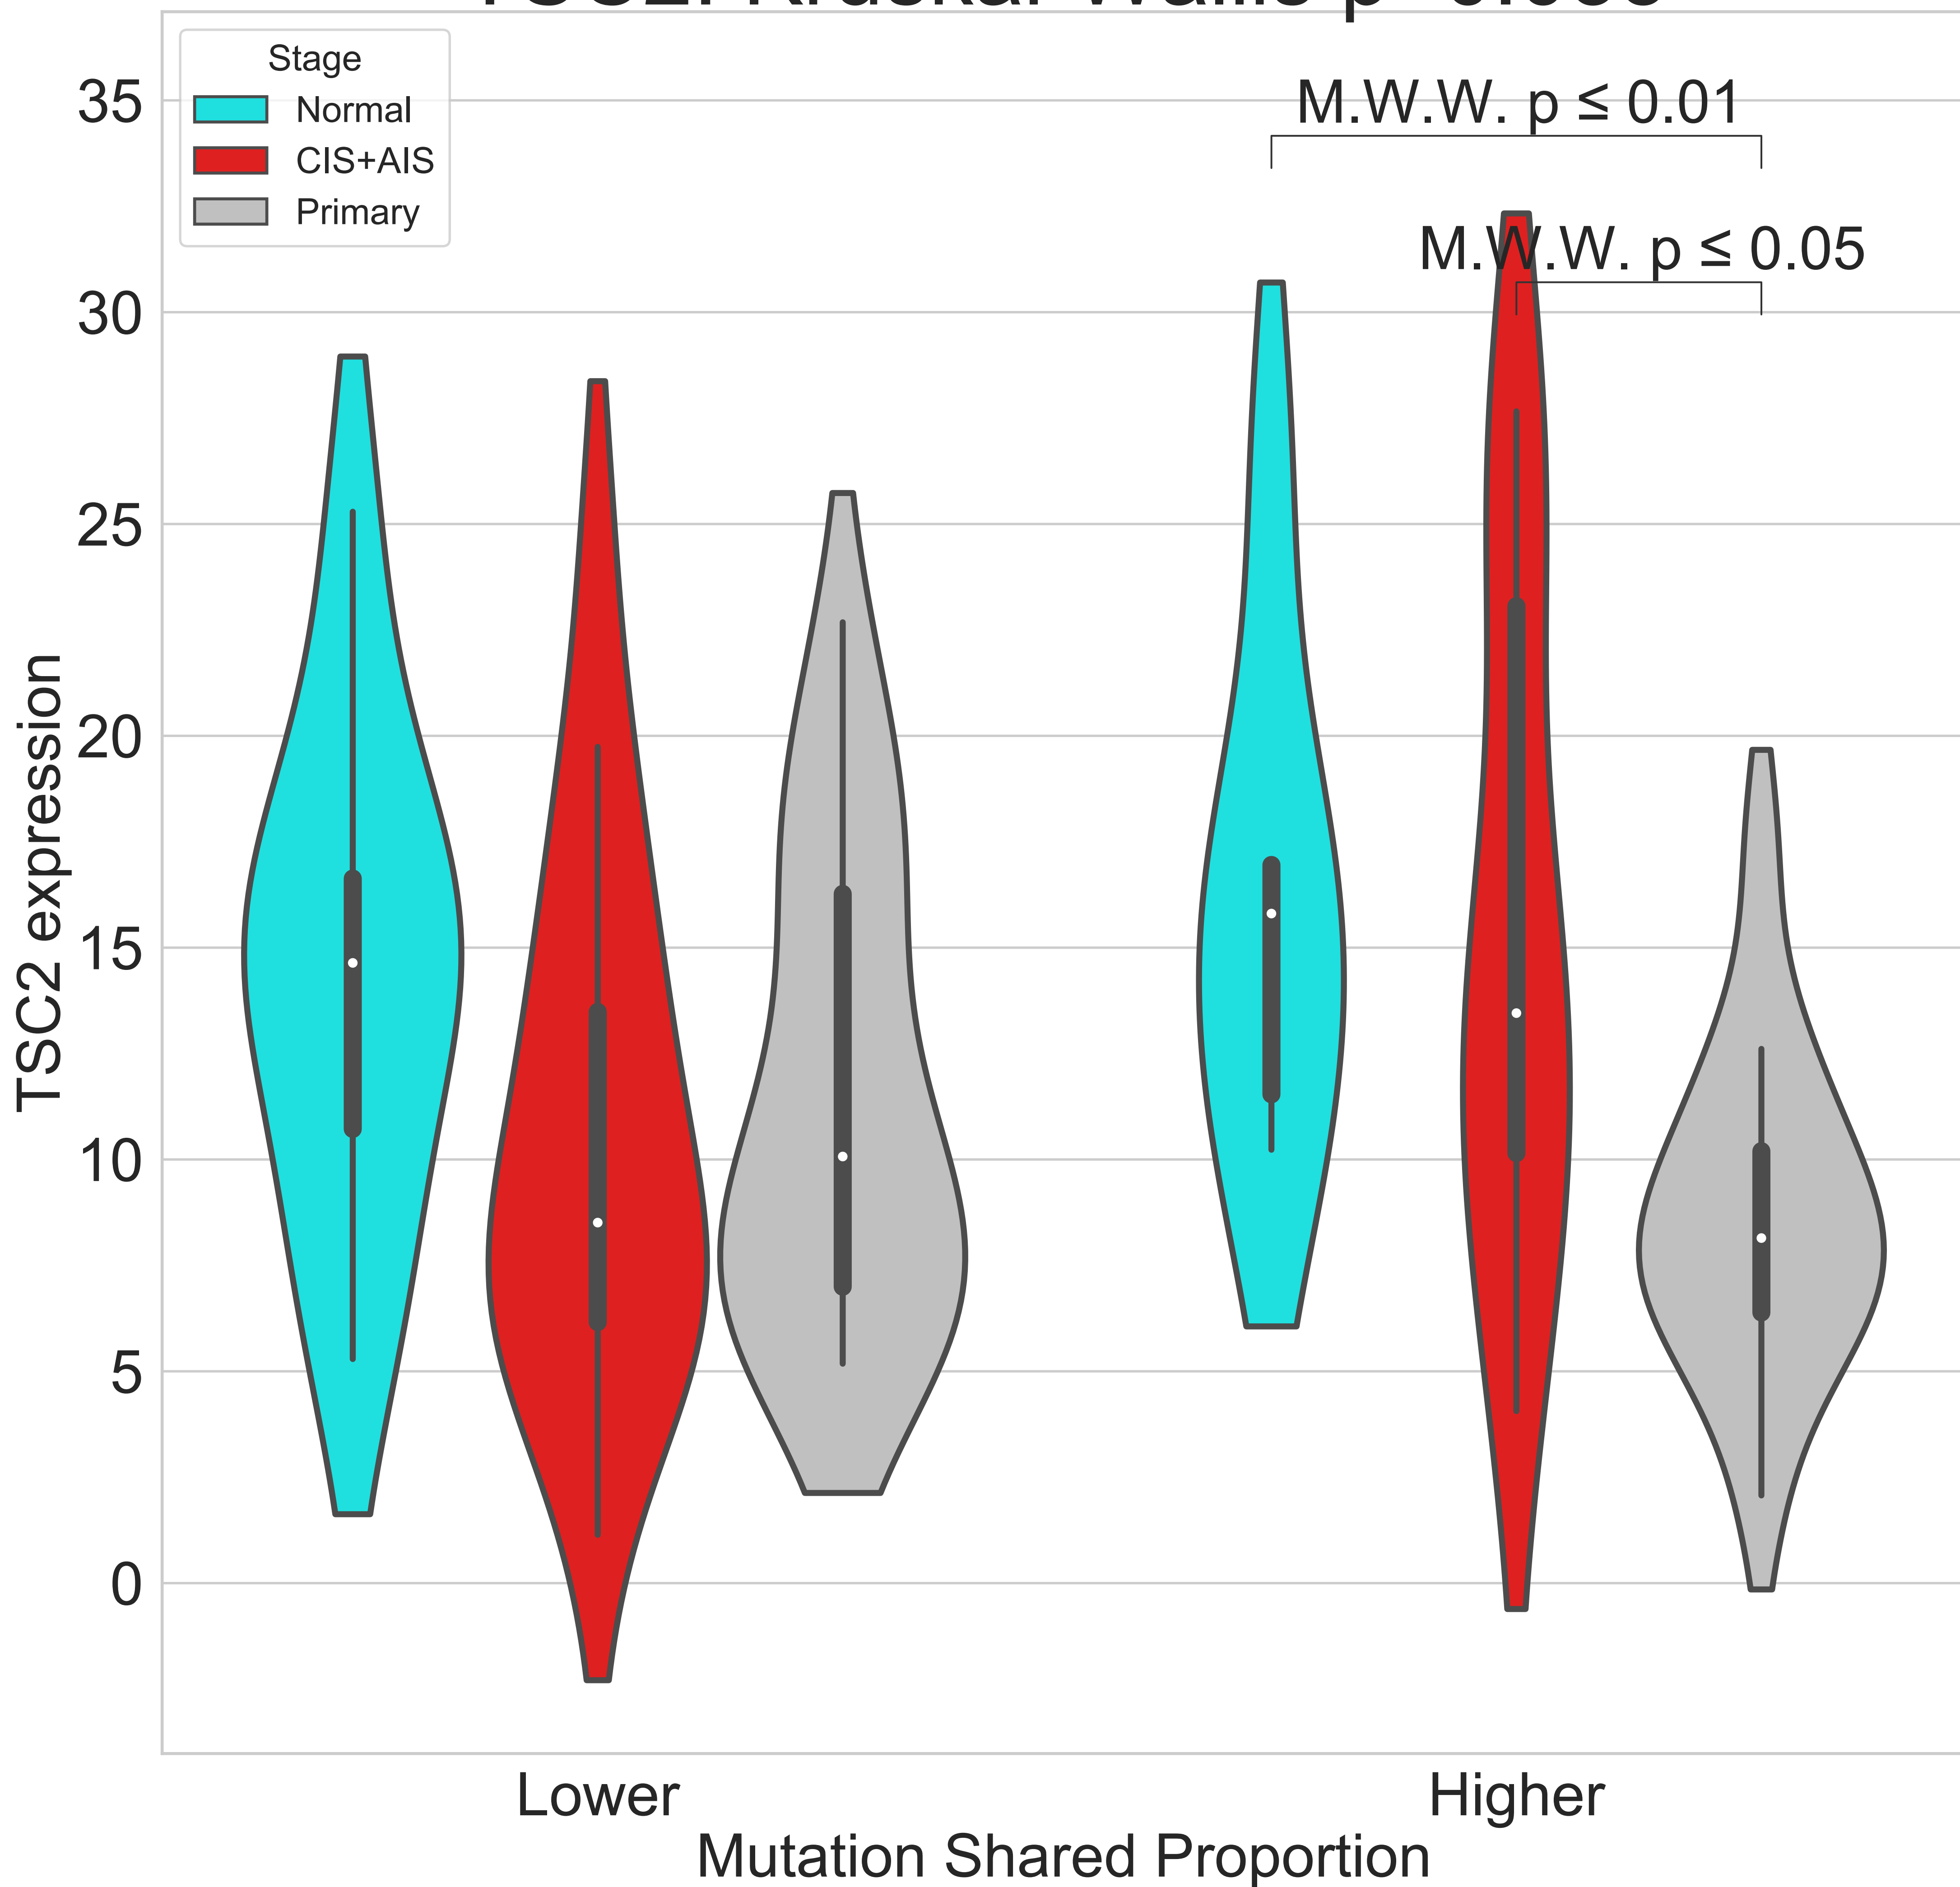 Stage
Normal
CIS+AIS
Primary
M.W.W. p ≤ 0.01
M.W.W. p ≤ 0.05
35
30
25
20
15
10
5
0
TSC2 expression
Lower
Higher
Mutation Shared Proportion